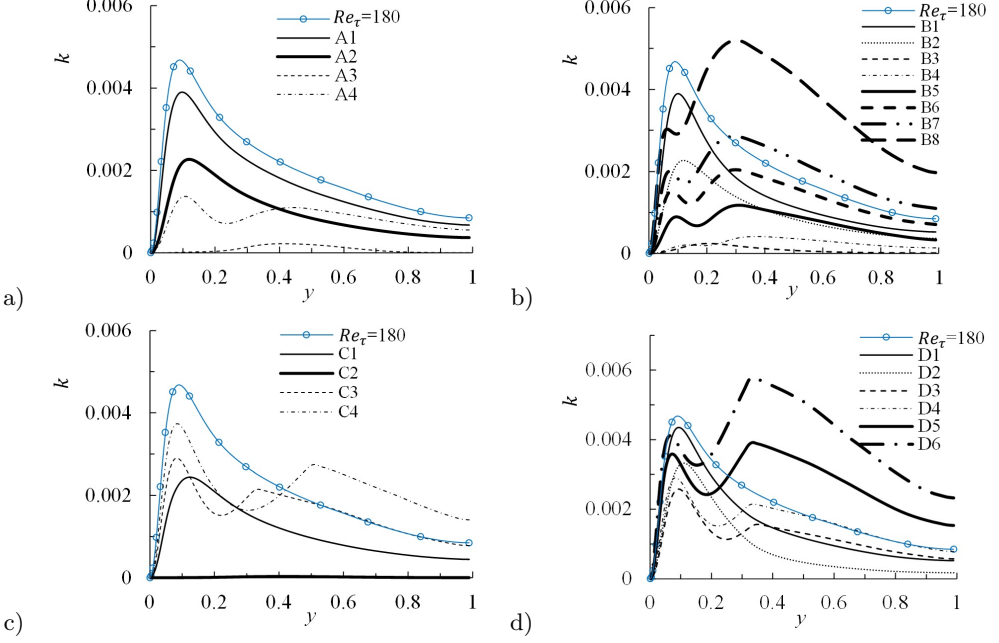 0.006
k
0.004
0.002
0
0 0.2 0.4 0.6 0.8 1
y
Reτ=180
A1
A2
A3
A4
a)
0.006
k
0.004
0.002
0
0 0.2 0.4 0.6 0.8 1
y
Reτ=180
B1
B2
B3
B4
B5
B6
B7
B8
b)
0.006
k
0.004
0.002
0
0 0.2 0.4 0.6 0.8 1
y
Reτ=180
C1
C2
C3
C4
c)
0.006
k
0.004
0.002
0
0 0.2 0.4 0.6 0.8 1
y
Reτ=180
D1
D2
D3
D4
D5
D6
d)